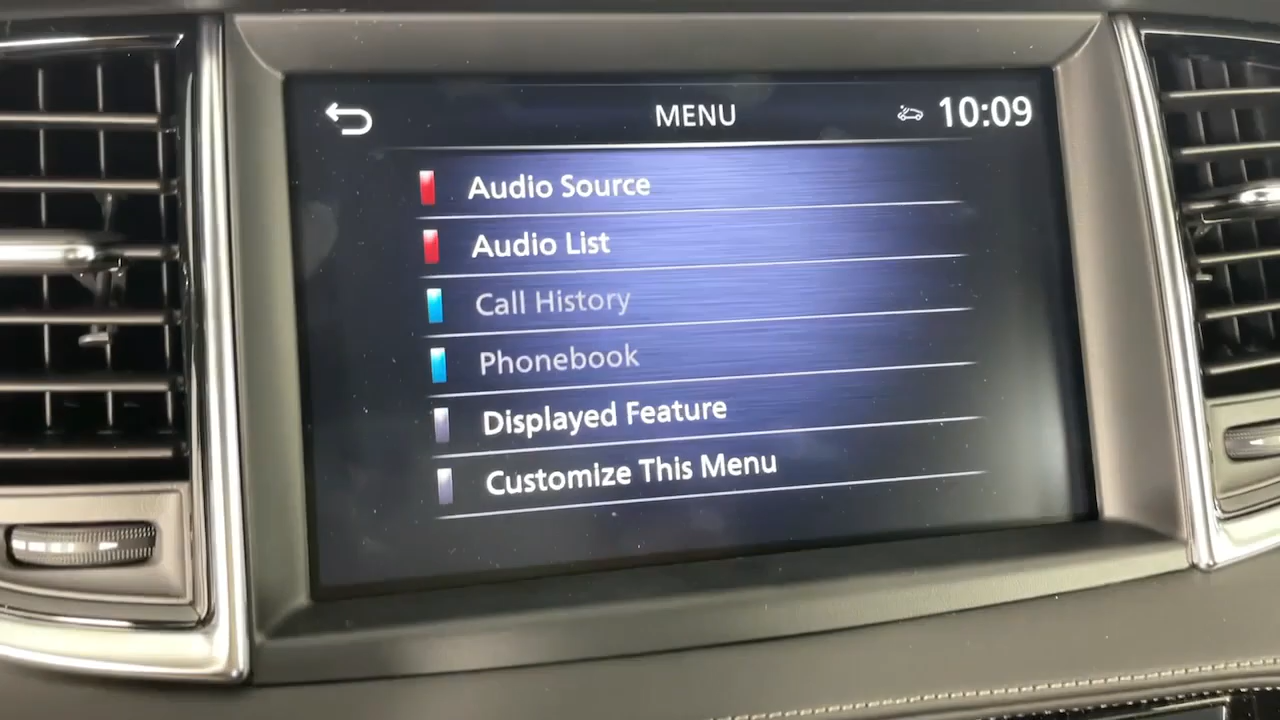 MENU
10:09
Audio Source
Audio List
Call History
Phonebook
Displayed Feature
Customize This Menu